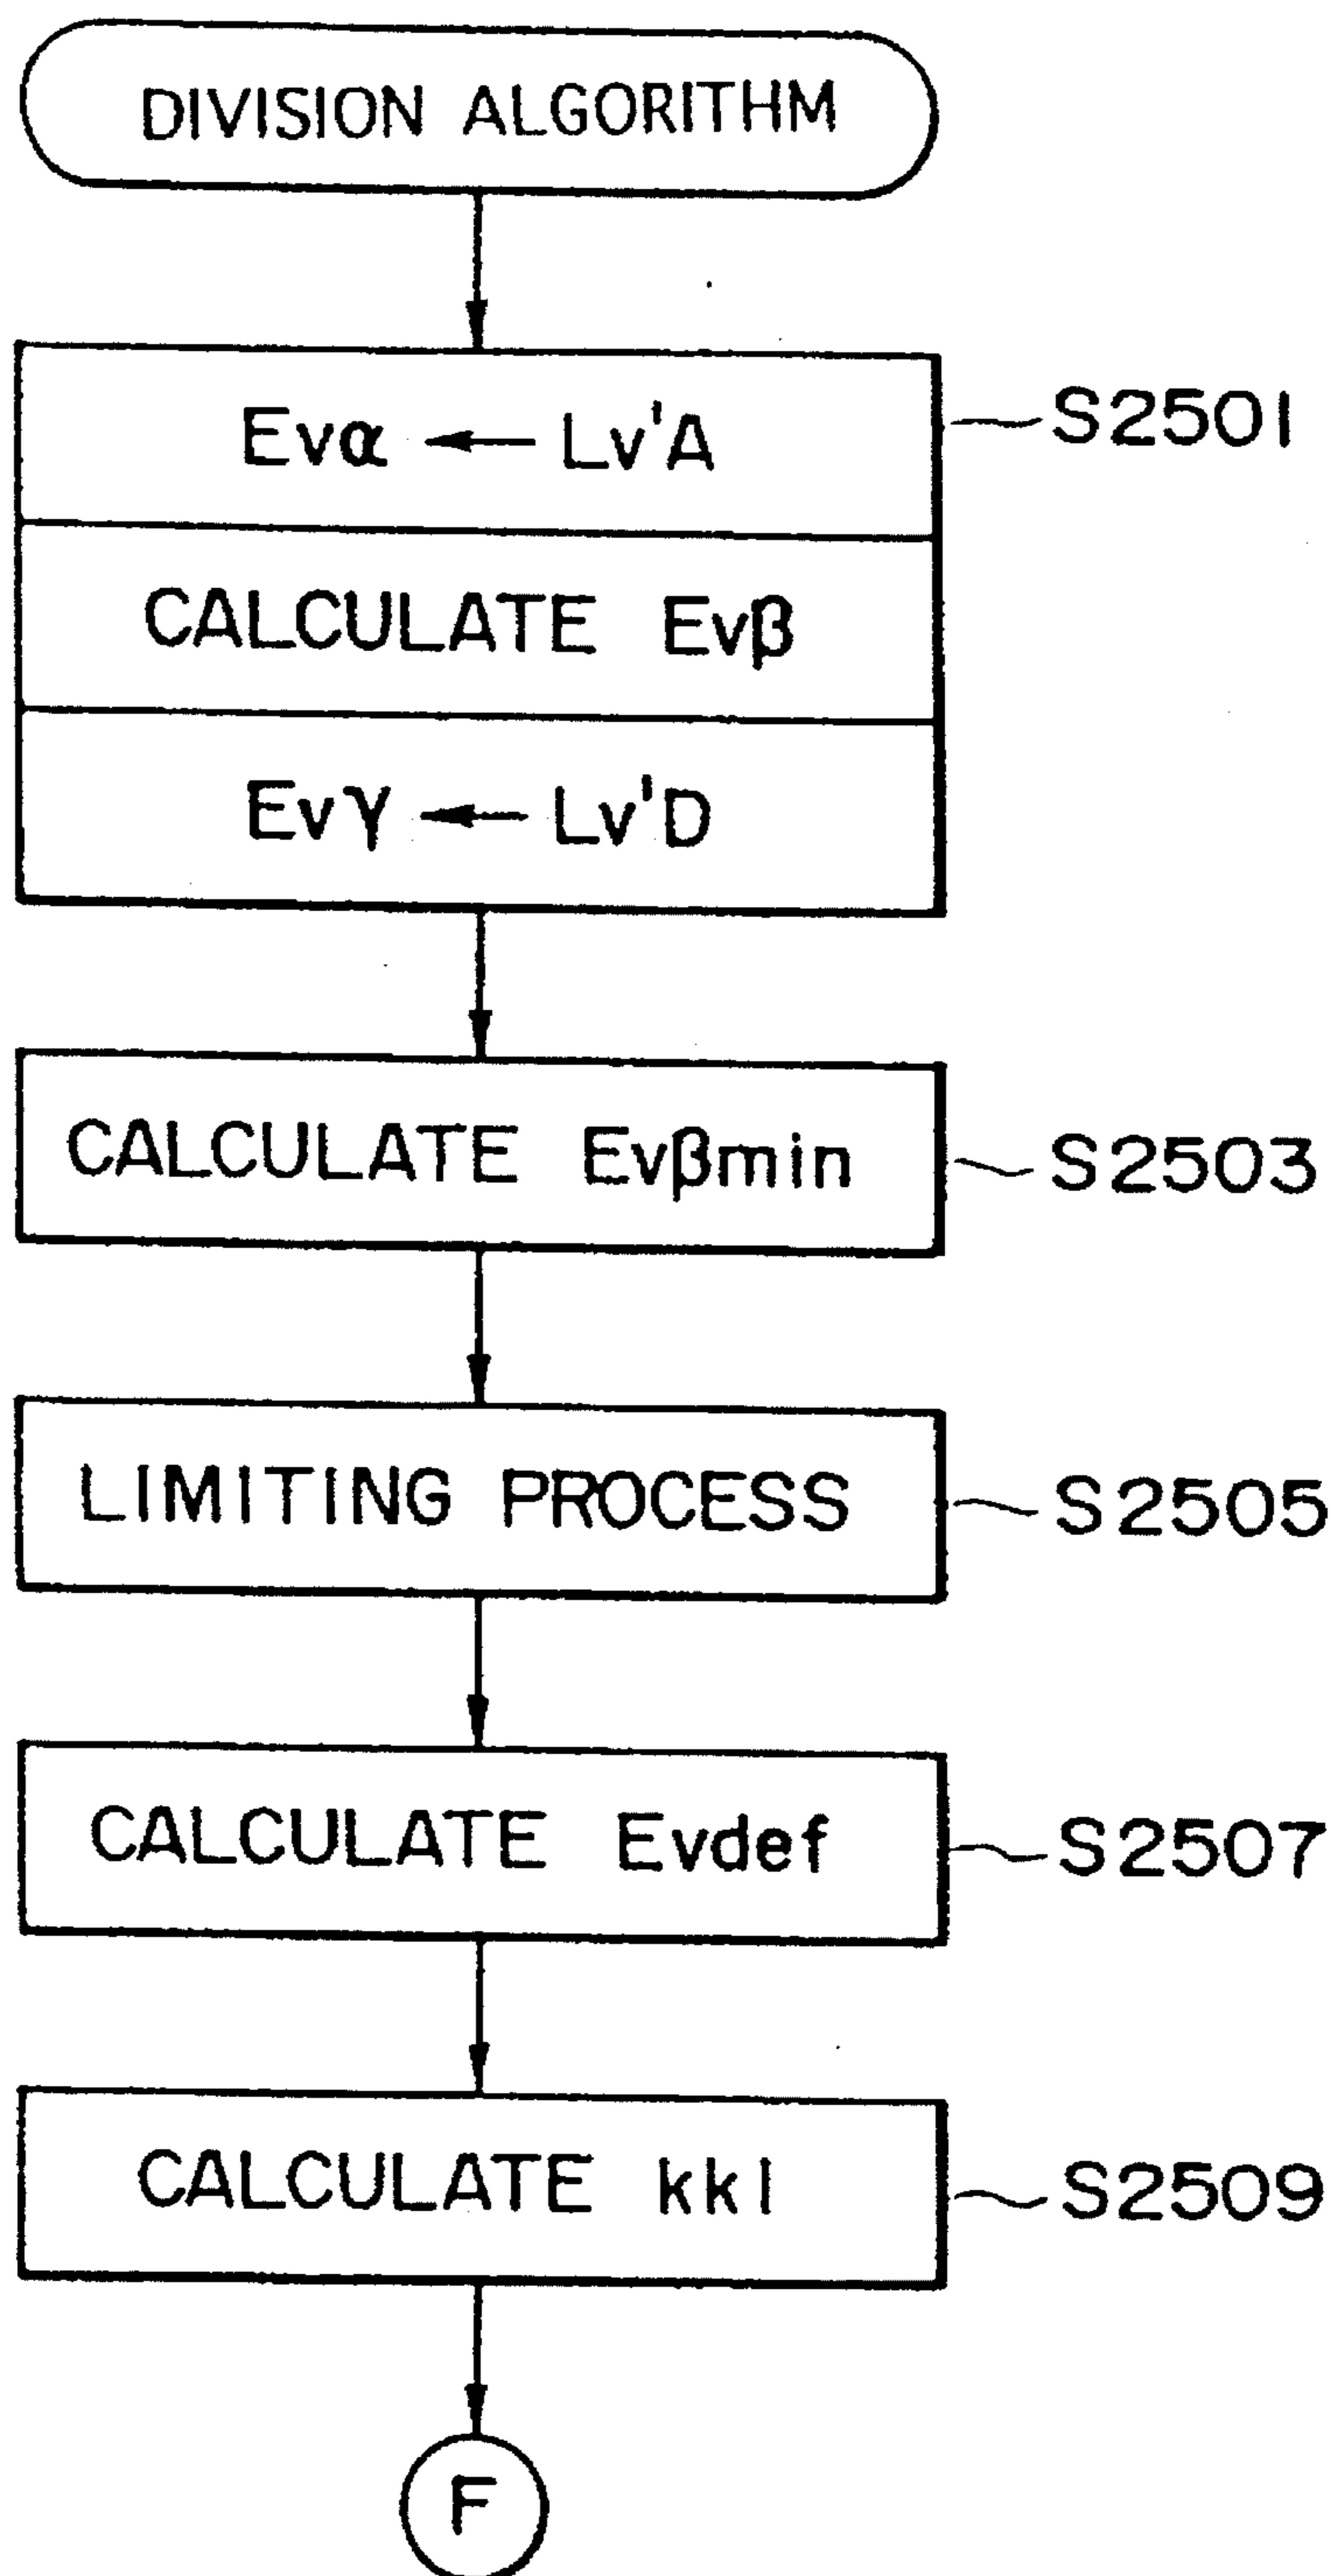 DIVISION ALGORITHM
Evα ← Lv'A
S2501
CALCULATE Evβ
Evγ ← Lv'D
CALCULATE Evβmin
S2503
LIMITING PROCESS
S2505
CALCULATE Evdef
S2507
CALCULATE kk1
S2509
F